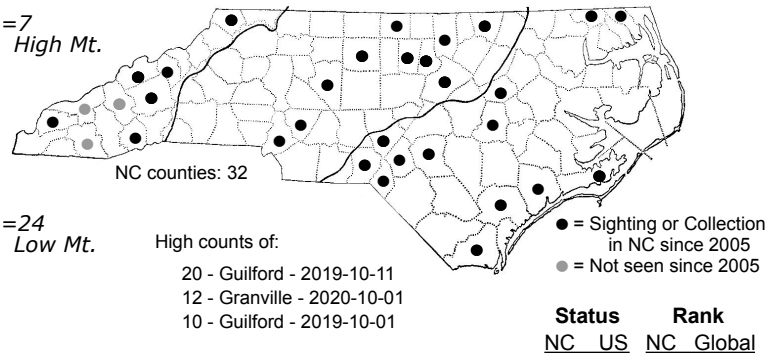 =7
High Mt.
NC counties: 32
=24
Low Mt.
High counts of:
20 - Guilford - 2019-10-11
12 - Granville - 2020-10-01
10 - Guilford - 2019-10-01
= Sighting or Collection
in NC since 2005
= Not seen since 2005
Status Rank
NC US NC Global